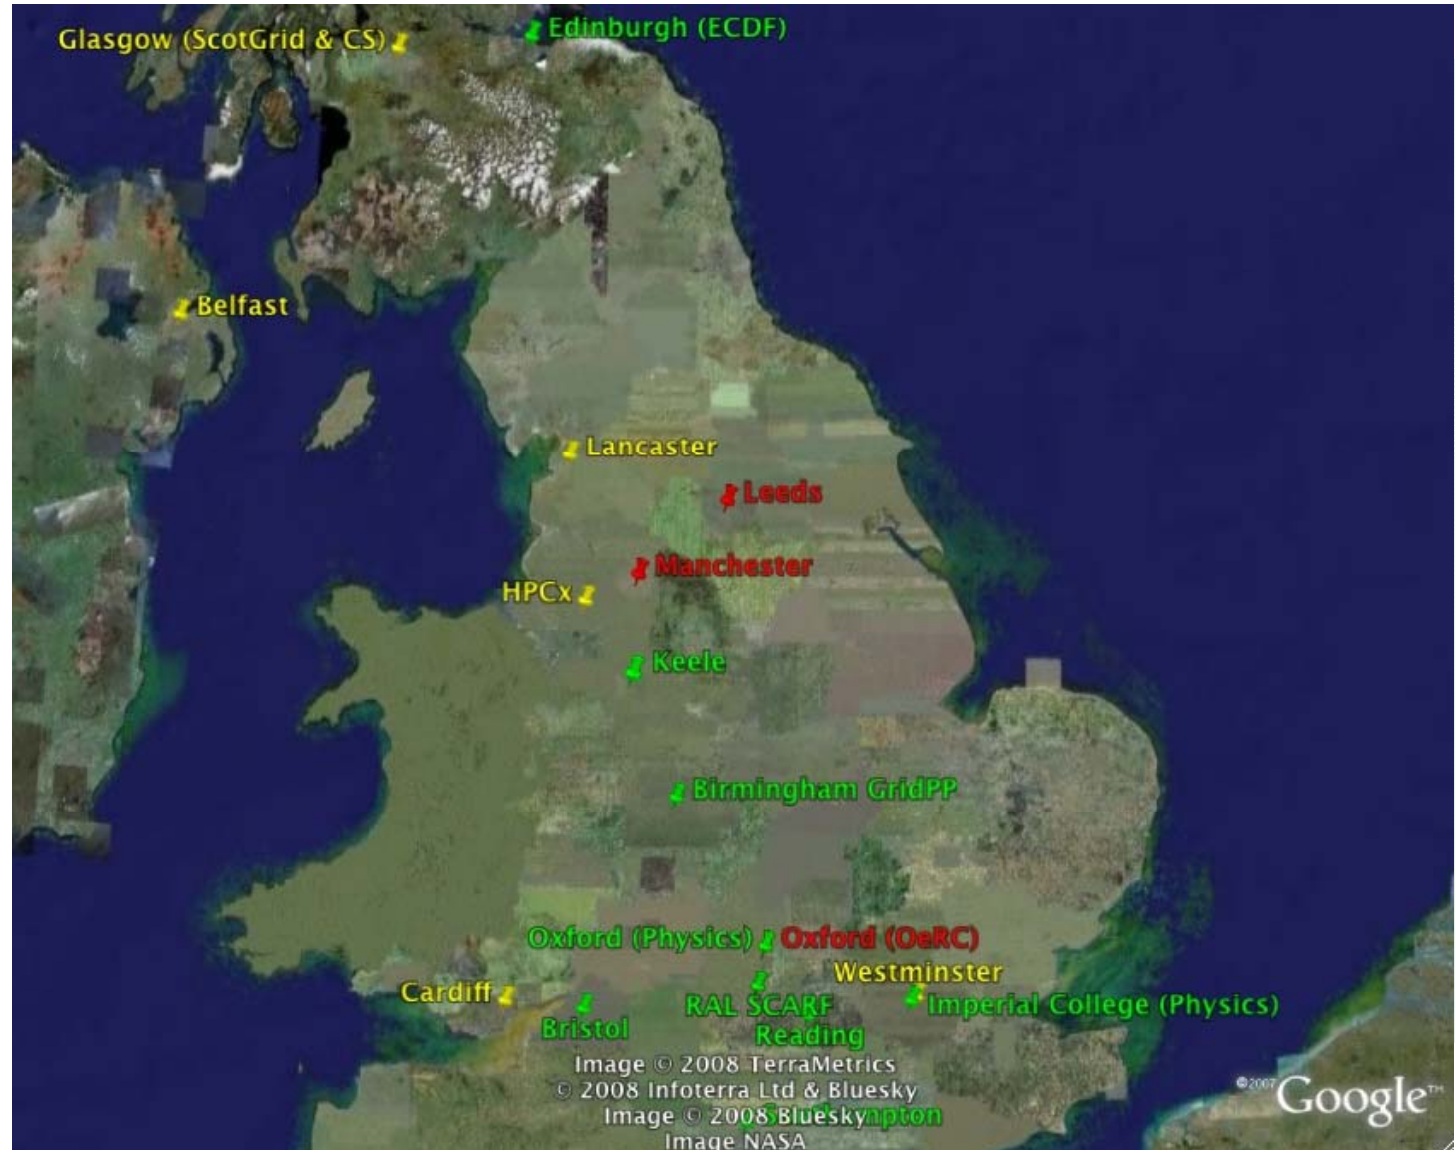 Edinburgh (ECDF)
Glasgow (ScotGrid & CS)
Belfast
Lancaster
Leeds
Manchester
HPCx
Keele
Birmingham GridPP
Oxford (Physics) Oxford (OeRC)
Westminster
Cardiff
RAL SCARF
Imperial College (Physics)
Bristol
Reading
Image © 2008 TerraMetrics
© 2008 Infoterra Ltd & Bluesky
Image © 2008 Bluesky
Image NASA
©2007 Google™